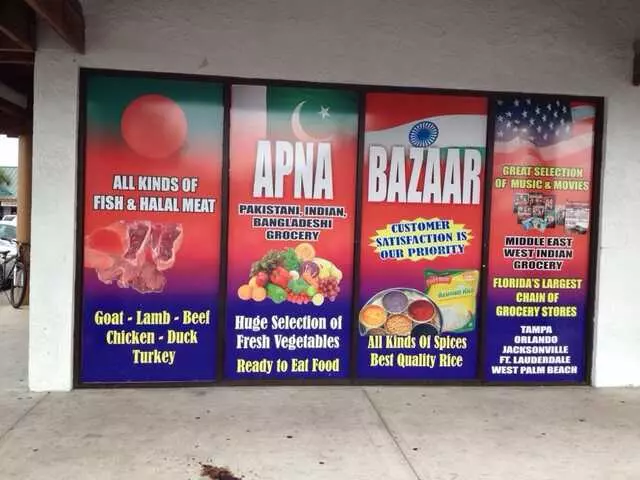 ALL KINDS OF
FISH & HALAL MEAT
Goat - Lamb - Beef
Chicken - Duck
Turkey
APNA
PAKISTANI, INDIAN,
BANGLADESHI
GROCERY
Huge Selection of
Fresh Vegetables
Ready to Eat Food
BAZAAR
CUSTOMER
SATISFACTION IS
OUR PRIORITY
All Kinds Of Spices
Best Quality Rice
GREAT SELECTION
OF MUSIC & MOVIES
MIDDLE EAST
WEST INDIAN
GROCERY
FLORIDA'S LARGEST
CHAIN OF
GROCERY STORES
TAMPA
ORLANDO
JACKSONVILLE
FT. LAUDERDALE
WEST PALM BEACH